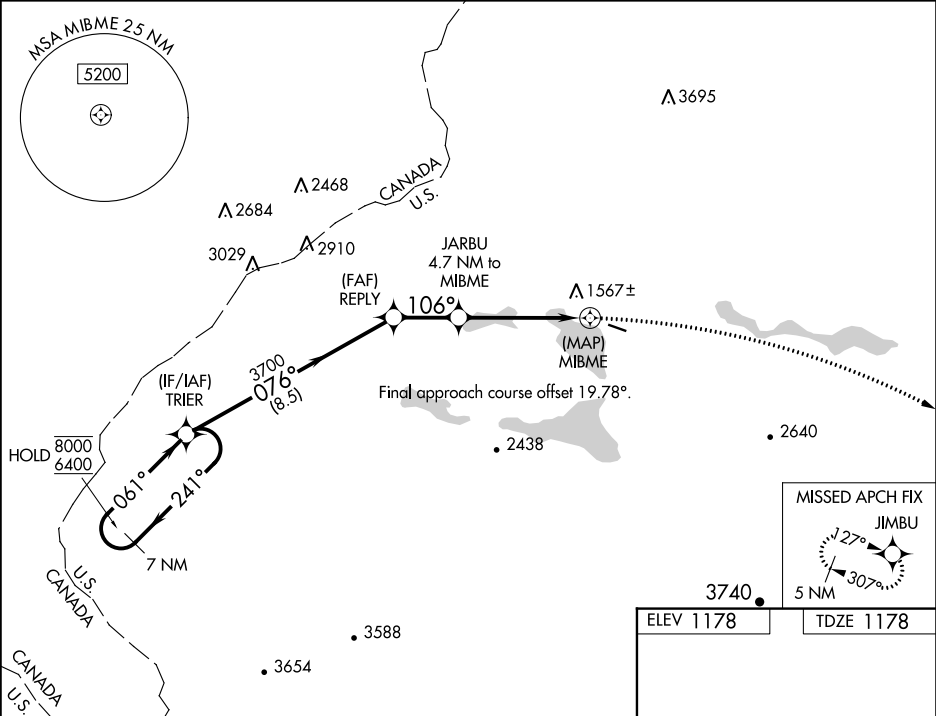 MSA MIBME 25 NM
5200
3695
CANADA
U.S.
2468
2684
3029
2910
JARBU
4.7 NM to
MIBME
(FAF)
REPLY
106°
1567±
(MAP)
MIBME
3700
076°
(8.5)
(IF/IAF)
TRIER
Final approach course offset 19.78°.
HOLD
8000
6400
061°
241°
7 NM
2438
2640
U.S.
CANADA
MISSED APCH FIX
JIMBU
127°
307°
5 NM
3740
ELEV 1178
TDZE 1178
3588
3654
CANADA
U.S.